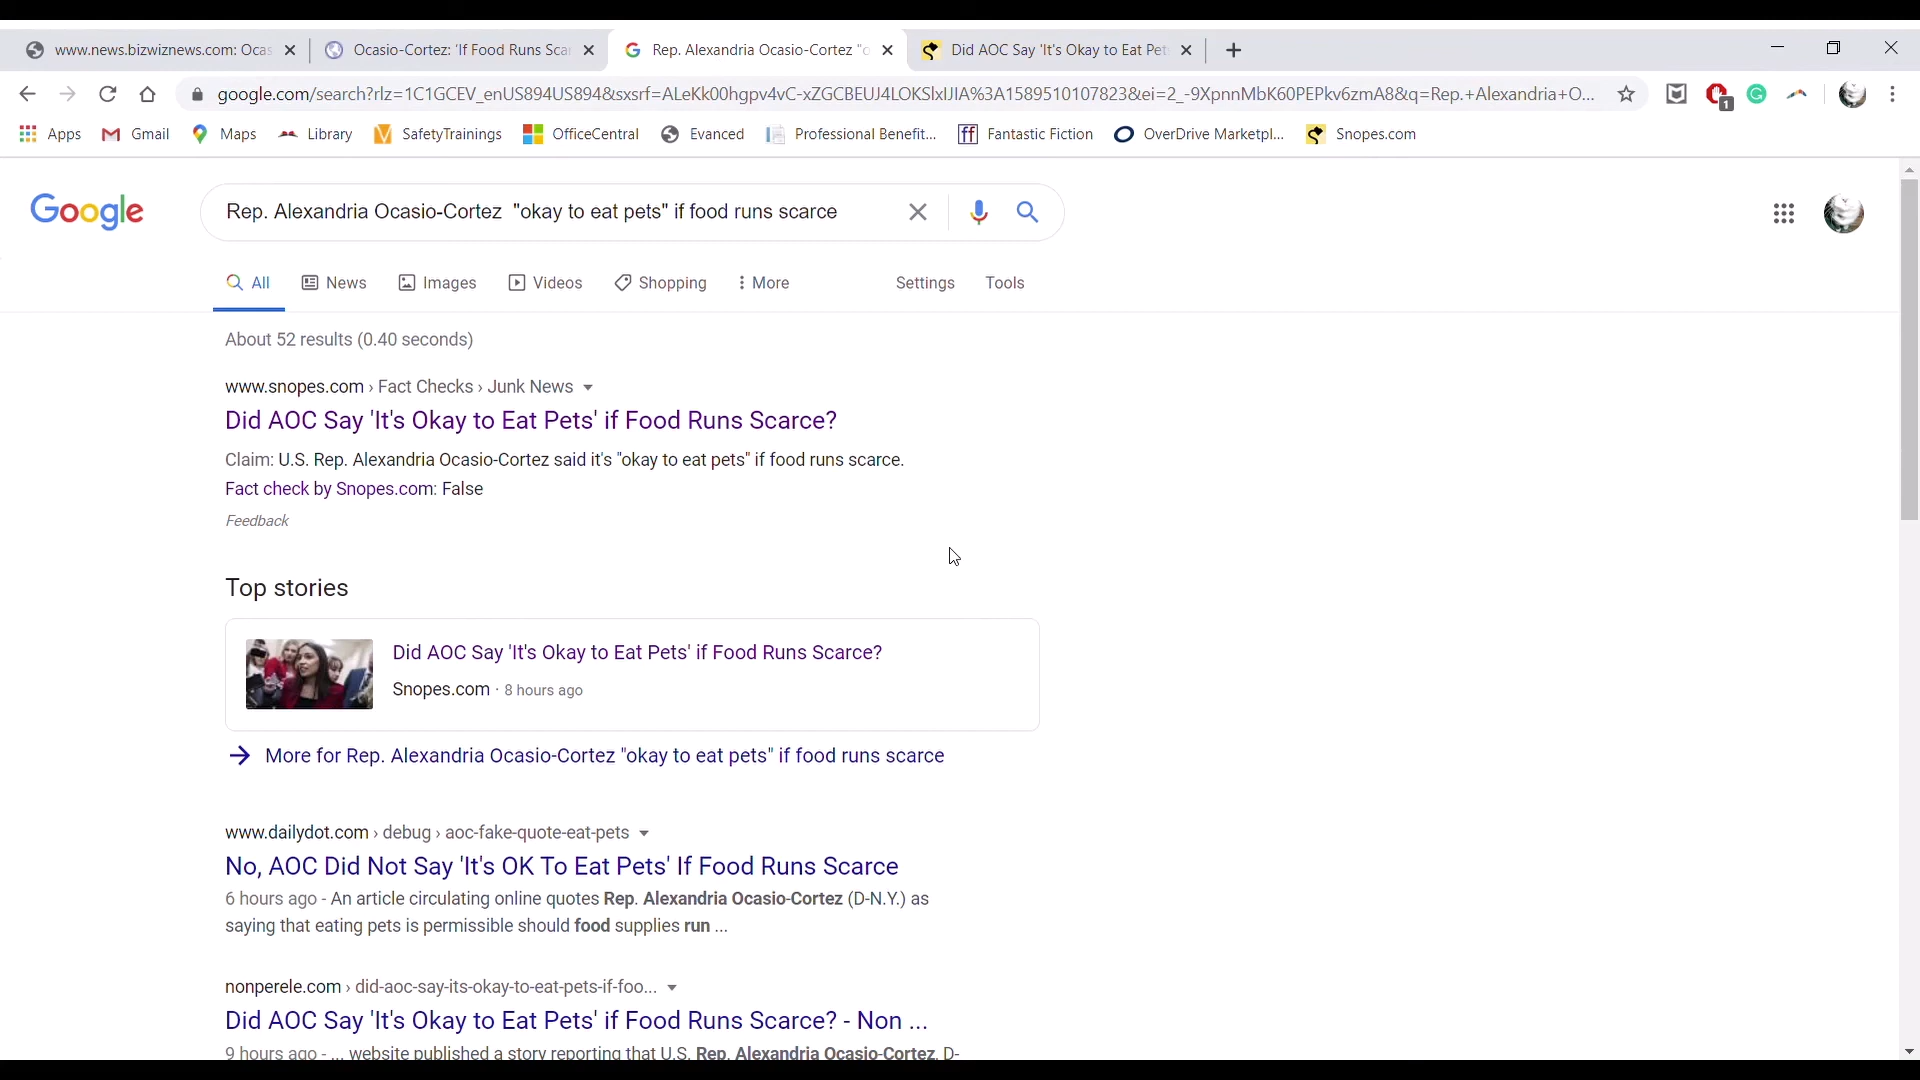 www.news.bizwiznews.com: Ocas
Ocasio-Cortez: 'If Food Runs Scar
Rep. Alexandria Ocasio-Cortez "o
Did AOC Say 'It's Okay to Eat Pet
google.com/search?rlz=1C1GCEV_enUS894US894&sxsrf=ALeKk00hgpv4vC-xZGCBEUJ4LOKSlxIJIA%3A1589510107823&ei=2_-9XpnnMbK60PEPkv6zmA8&q=Rep.+Alexandria+O...
1
Apps Gmail Maps Library SafetyTrainings OfficeCentral Evanced Professional Benefit... Fantastic Fiction OverDrive Marketpl... Snopes.com
Google
Rep. Alexandria Ocasio-Cortez "okay to eat pets" if food runs scarce
All News Images Videos Shopping More Settings Tools
About 52 results (0.40 seconds)
www.snopes.com › Fact Checks › Junk News
Did AOC Say 'It's Okay to Eat Pets' if Food Runs Scarce?
Claim: U.S. Rep. Alexandria Ocasio-Cortez said it's "okay to eat pets" if food runs scarce.
Fact check by Snopes.com: False
Feedback
Top stories
Did AOC Say 'It's Okay to Eat Pets' if Food Runs Scarce?
Snopes.com · 8 hours ago
More for Rep. Alexandria Ocasio-Cortez "okay to eat pets" if food runs scarce
www.dailydot.com › debug › aoc-fake-quote-eat-pets
No, AOC Did Not Say 'It's OK To Eat Pets' If Food Runs Scarce
6 hours ago - An article circulating online quotes Rep. Alexandria Ocasio-Cortez (D-N.Y.) as
saying that eating pets is permissible should food supplies run ...
nonperele.com › did-aoc-say-its-okay-to-eat-pets-if-foo...
Did AOC Say 'It's Okay to Eat Pets' if Food Runs Scarce? - Non ...
9 hours ago - ... website published a story reporting that U.S. Rep. Alexandria Ocasio-Cortez, D-